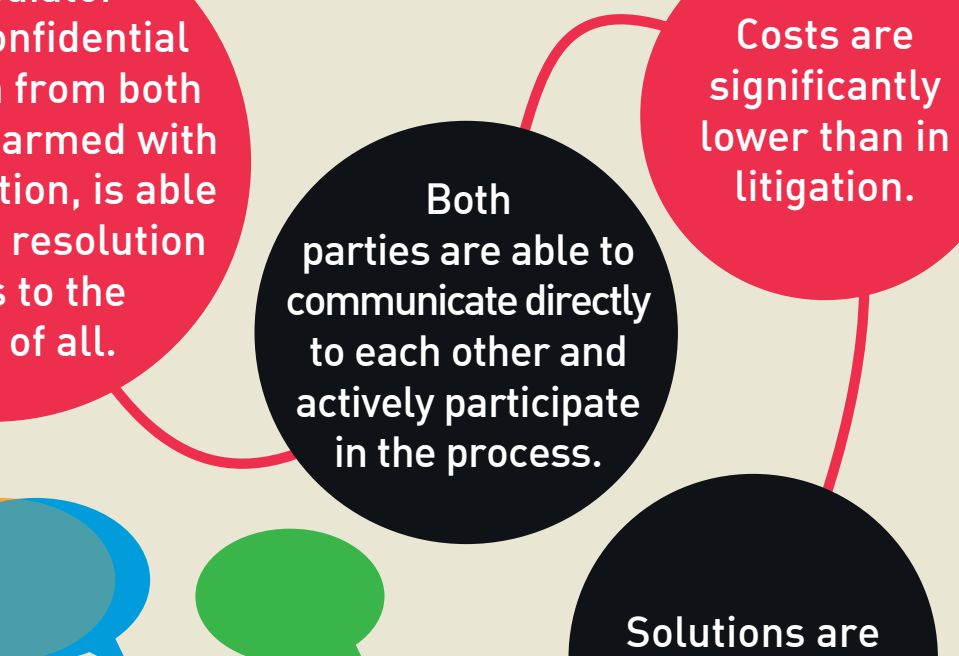 onfidential
from both
armed with
tion, is able
resolution
s to the
of all.
Both
parties are able to
communicate directly
to each other and
actively participate
in the process.
Costs are
significantly
lower than in
litigation.
Solutions are